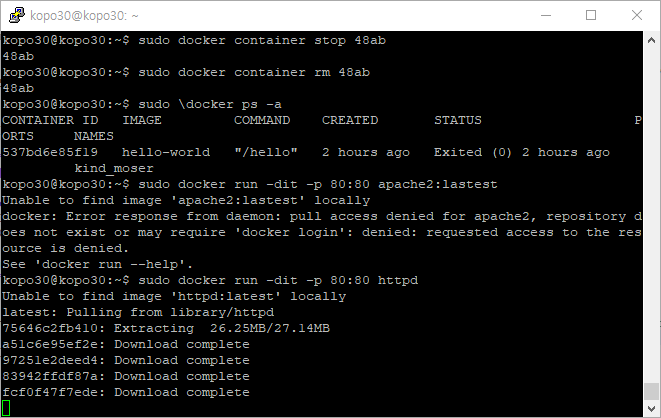 kopo30@kopo30: ~
kopo30@kopo30:~$ sudo docker container stop 48ab
48ab
kopo30@kopo30:~$ sudo docker container rm 48ab
48ab
kopo30@kopo30:~$ sudo \docker ps -a
CONTAINER ID   IMAGE         COMMAND    CREATED       STATUS                   P
ORTS     NAMES
537bd6e85f19   hello-world   "/hello"   2 hours ago   Exited (0) 2 hours ago
         kind_moser
kopo30@kopo30:~$ sudo docker run -dit -p 80:80 apache2:lastest
Unable to find image 'apache2:lastest' locally
docker: Error response from daemon: pull access denied for apache2, repository d
oes not exist or may require 'docker login': denied: requested access to the res
ource is denied.
See 'docker run --help'.
kopo30@kopo30:~$ sudo docker run -dit -p 80:80 httpd
Unable to find image 'httpd:latest' locally
latest: Pulling from library/httpd
75646c2fb410: Extracting  26.25MB/27.14MB
a51c6e95ef2e: Download complete
97251e2deed4: Download complete
83942ffdf87a: Download complete
fcf0f47f7ede: Download complete